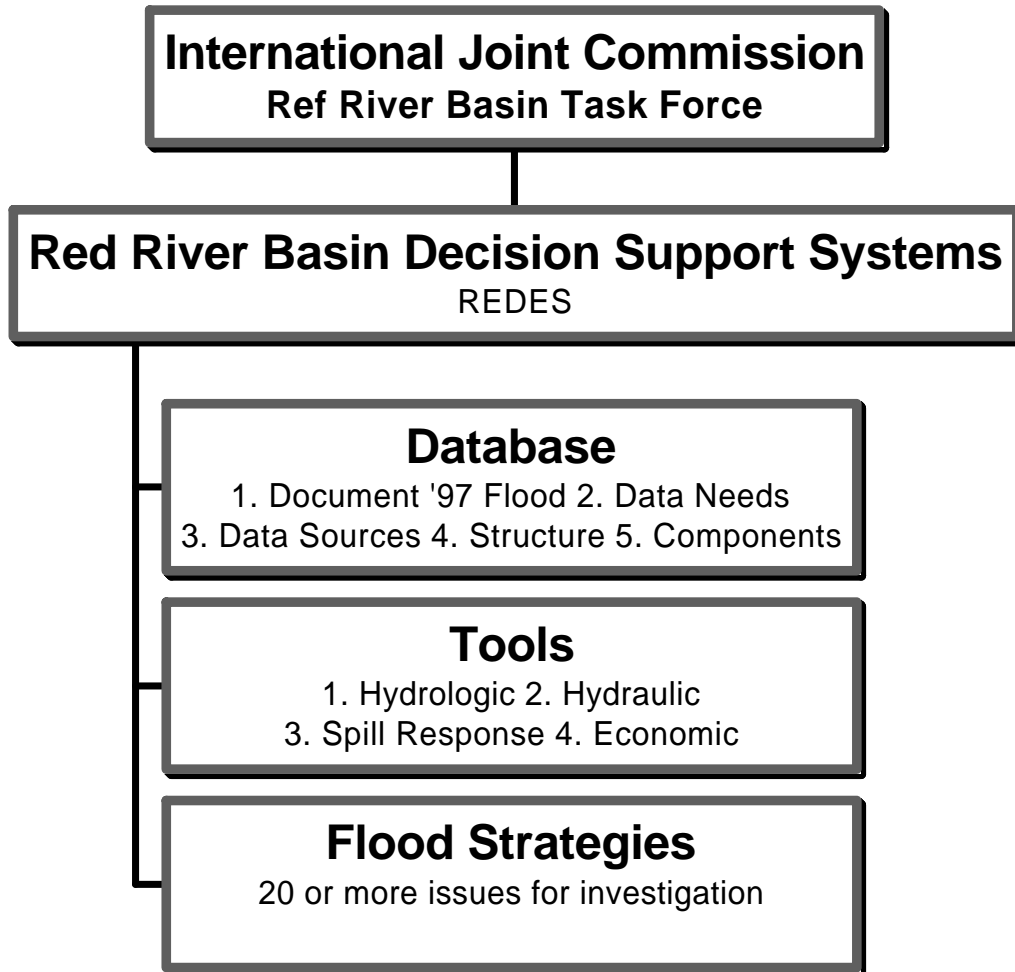 International Joint Commission
Ref River Basin Task Force
Red River Basin Decision Support Systems
REDES
Database
1. Document '97 Flood 2. Data Needs
3. Data Sources 4. Structure 5. Components
Tools
1. Hydrologic 2. Hydraulic
3. Spill Response 4. Economic
Flood Strategies
20 or more issues for investigation